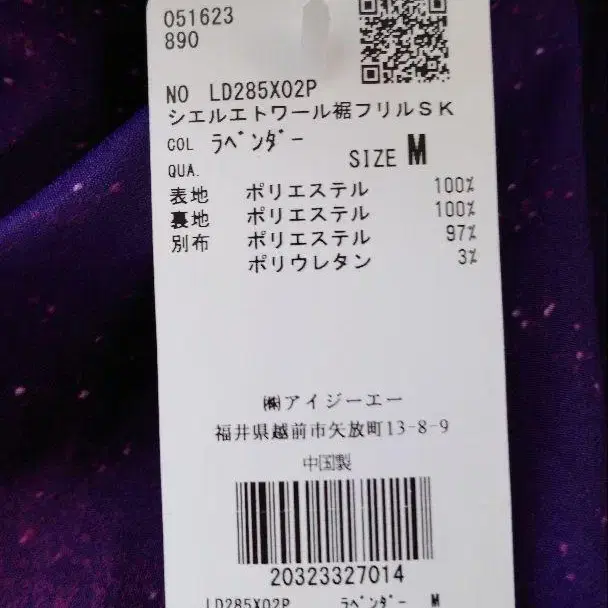 051623
890
NO LD285X02P
シエルエトワール裾フリルSK
COL ラベンダー
QUA. SIZE M
表地 ポリエステル 100%
裏地 ポリエステル 100%
別布 ポリエステル 97%
ポリウレタン 3%
㈱アイジーエー
福井県越前市矢放町13-8-9
中国製
20323327014
LD285X02P ラベンダー M